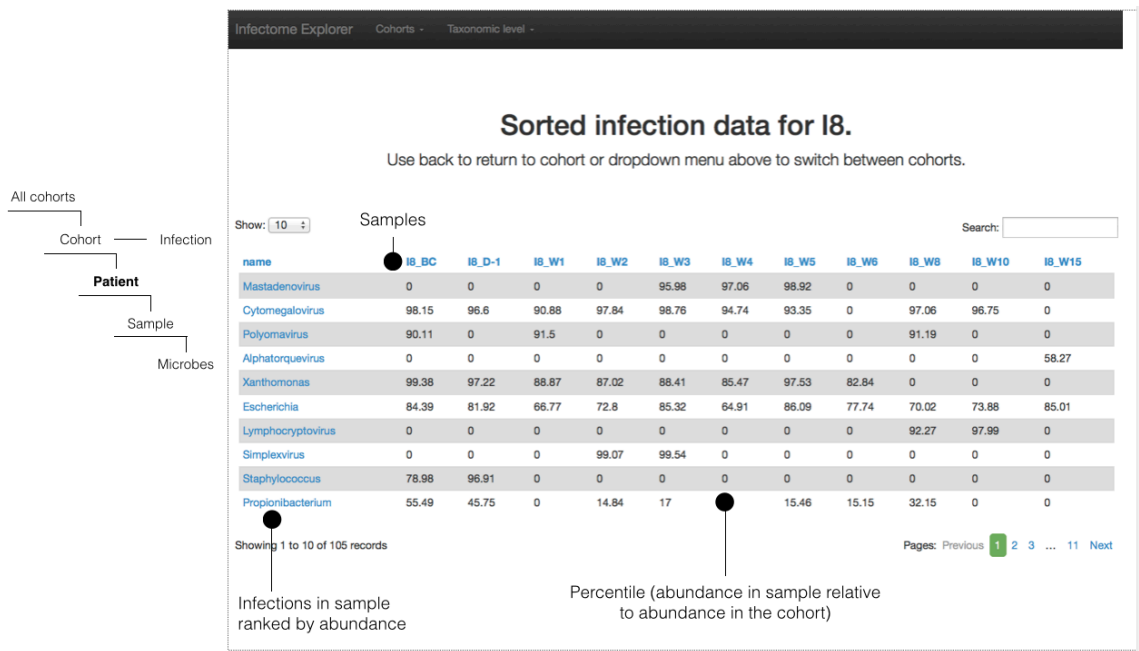 Infectome Explorer Cohorts Taxonomic level
Sorted infection data for I8.
Use back to return to cohort or dropdown menu above to switch between cohorts.
All cohorts
Cohort Infection
Patient
Sample
Microbes
Show: 10 Samples Search:
name I8_BC I8_D-1 I8_W1 I8_W2 I8_W3 I8_W4 I8_W5 I8_W6 I8_W8 I8_W10 I8_W15
Mastadenovirus 0 0 0 0 95.98 97.06 98.92 0 0 0 0
Cytomegalovirus 98.15 96.6 90.88 97.84 98.76 94.74 93.35 0 97.06 96.75 0
Polyomavirus 90.11 0 91.5 0 0 0 0 0 91.19 0 0
Alphatorquevirus 0 0 0 0 0 0 0 0 0 0 58.27
Xanthomonas 99.38 97.22 88.87 87.02 88.41 85.47 97.53 82.84 0 0 0
Escherichia 84.39 81.92 66.77 72.8 85.32 64.91 86.09 77.74 70.02 73.88 85.01
Lymphocryptovirus 0 0 0 0 0 0 0 0 92.27 97.99 0
Simplexvirus 0 0 0 99.07 99.54 0 0 0 0 0 0
Staphylococcus 78.98 96.91 0 0 0 0 0 0 0 0 0
Propionibacterium 55.49 45.75 0 14.84 17 15.46 15.15 32.15 0 0
Showing 1 to 10 of 105 records Pages: Previous 1 2 3 ... 11 Next
Infections in sample
ranked by abundance
Percentile (abundance in sample relative
to abundance in the cohort)